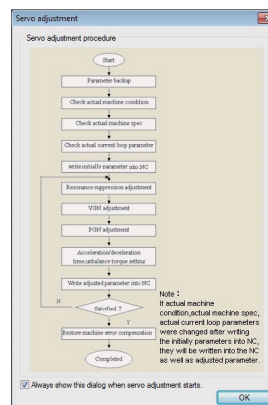 Servo adjustment
Servo adjustment procedure
Start
Parameter backup
Check actual machine condition
Check actual machine spec
Check actual current loop parameter
write initially parameter into NC
Resonance suppression adjustment
VGN adjustment
PGN adjustment
Acceleration/deceleration
time,unbalance torque setting
Write adjusted parameter into NC
N
Satisfied ?
Y
Restore machine error compensation
Completed
Note :
If actual machine
condition,actual machine spec,
actual current loop parameters
were changed after writing
the initially parameters into NC,
they will be written into the NC
as well as adjusted parameter.
Always show this dialog when servo adjustment starts.
OK